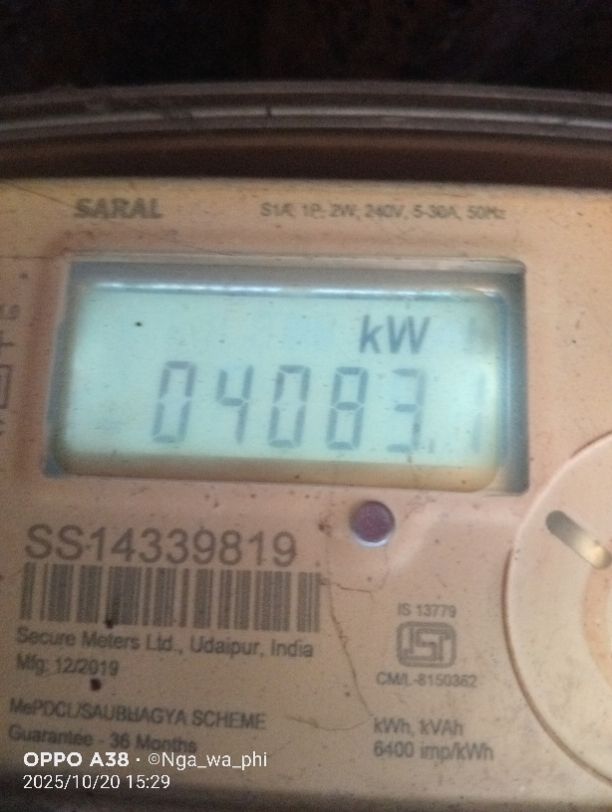 SARAL
S1A, 1P, 2W, 240V, 5-30A, 50Hz
kW
04083.1
SS14339819
Secure Meters Ltd., Udaipur, India
Mfg: 12/2019
IS 13779
CM/L-8150362
MePDCL/SAUBHAGYA SCHEME
Guarantee - 36 Months
kWh, kVAh
6400 imp/kWh
OPPO A38 · ©Nga_wa_phi
2025/10/20 15:29